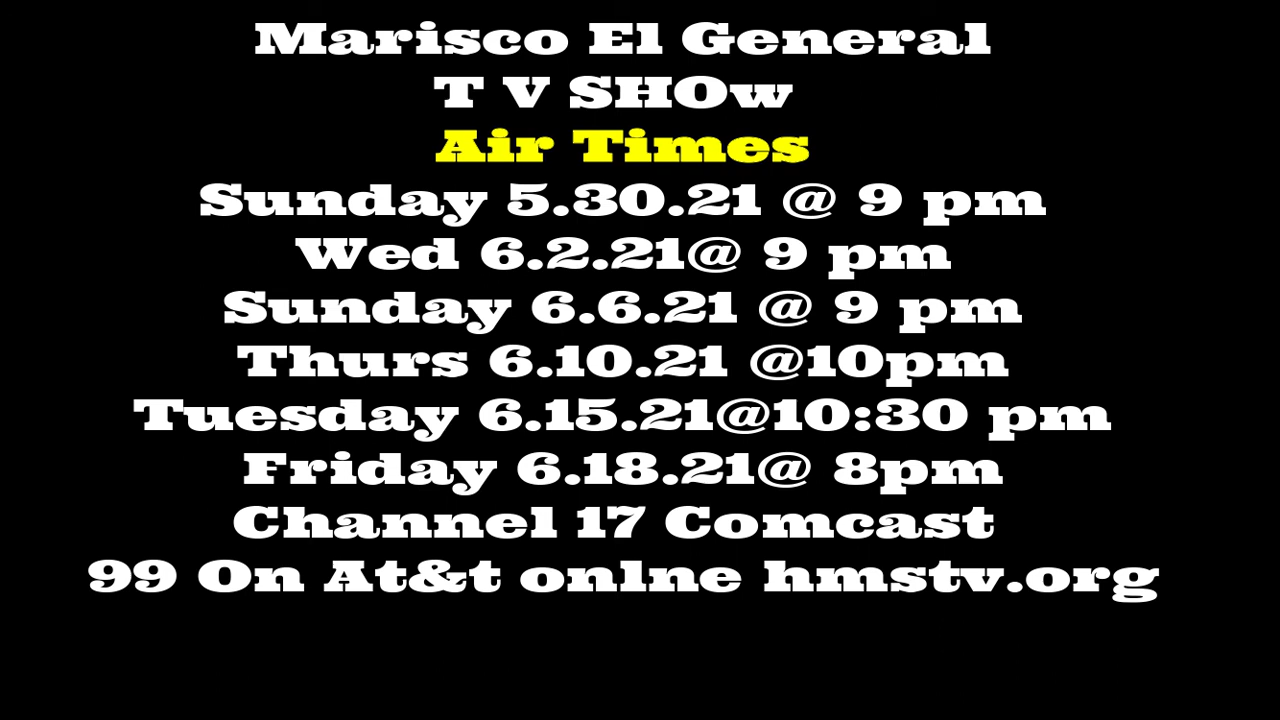 Marisco El General
T V SHOw
Air Times
Sunday 5.30.21 @ 9 pm
Wed 6.2.21@ 9 pm
Sunday 6.6.21 @ 9 pm
Thurs 6.10.21 @10pm
Tuesday 6.15.21@10:30 pm
Friday 6.18.21@ 8pm
Channel 17 Comcast
99 On At&t onlne hmstv.org